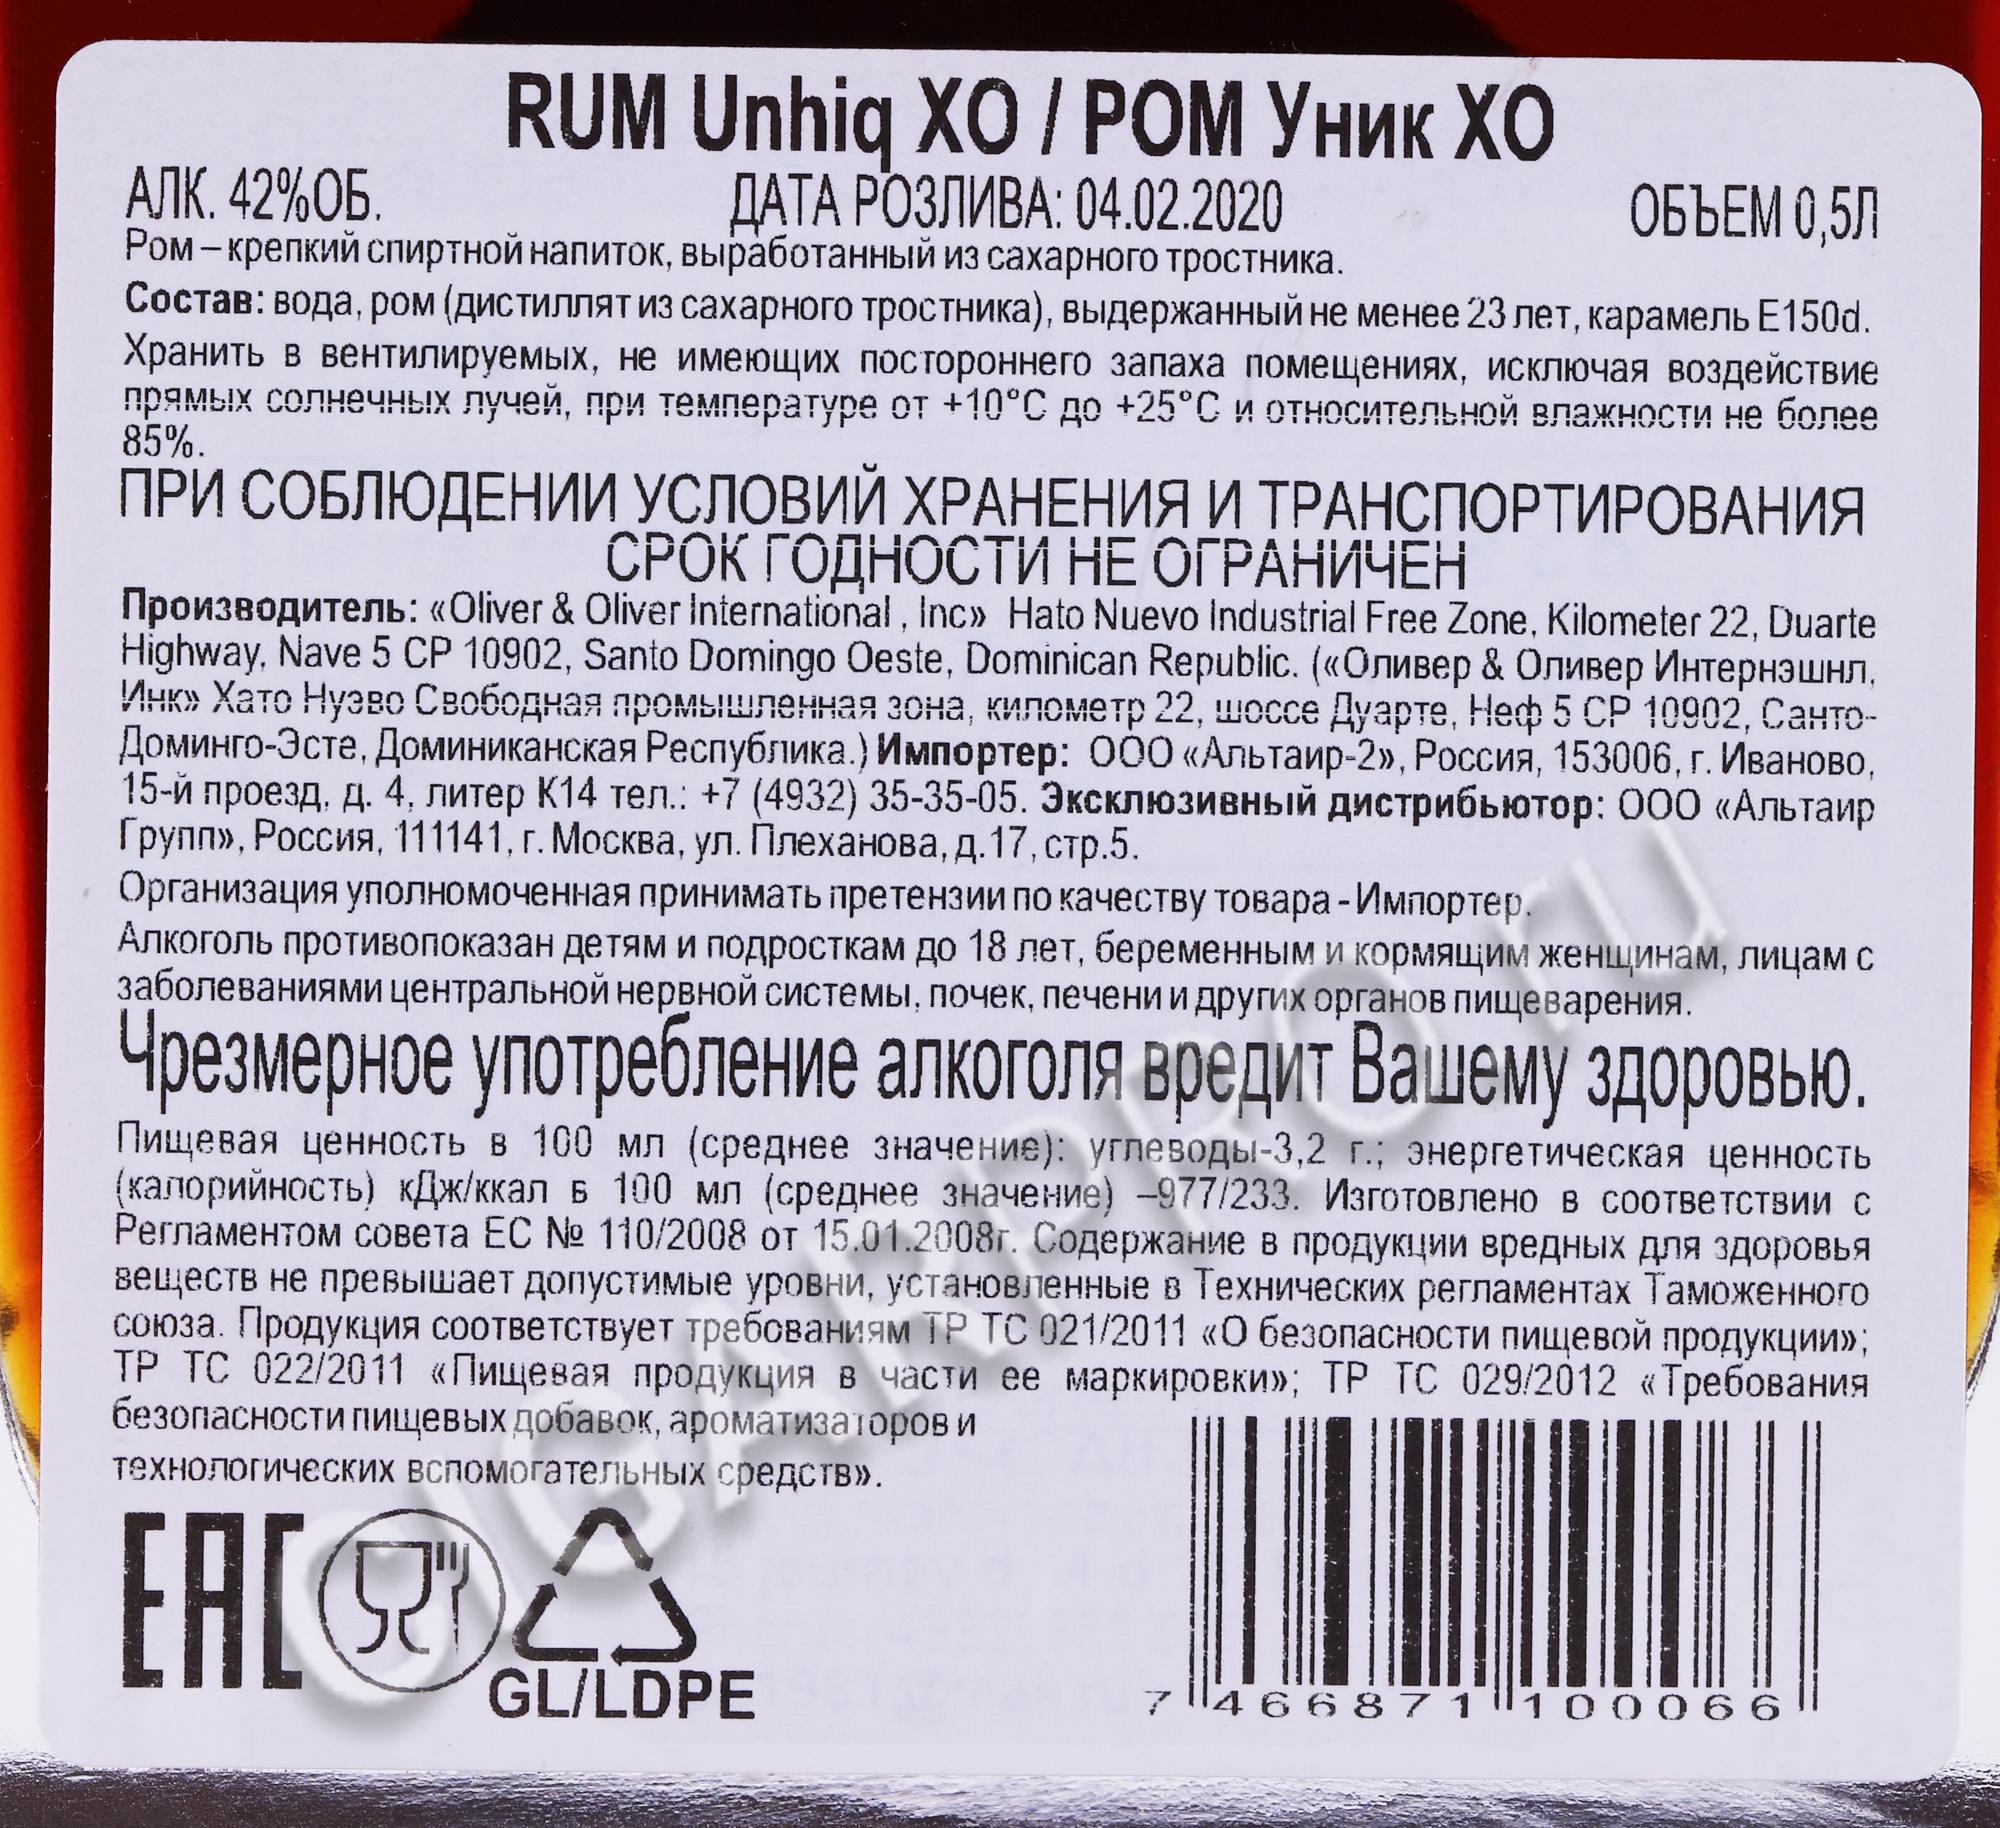 RUM Unhiq XO / РОМ Уник ХО
АЛК. 42%ОБ. ДАТА РОЗЛИВА: 04.02.2020 ОБЪЕМ 0,5Л
Ром – крепкий спиртной напиток, выработанный из сахарного тростника.
Состав: вода, ром (дистиллят из сахарного тростника), выдержанный не менее 23 лет, карамель Е150d.
Хранить в вентилируемых, не имеющих постороннего запаха помещениях, исключая воздействие
прямых солнечных лучей, при температуре от +10°С до +25°С и относительной влажности не более
85%.
ПРИ СОБЛЮДЕНИИ УСЛОВИЙ ХРАНЕНИЯ И ТРАНСПОРТИРОВАНИЯ
СРОК ГОДНОСТИ НЕ ОГРАНИЧЕН
Производитель: «Oliver & Oliver International , Inc» Hato Nuevo Industrial Free Zone, Kilometer 22, Duarte
Highway, Nave 5 CP 10902, Santo Domingo Oeste, Dominican Republic. («Оливер & Оливер Интернэшнл,
Инк» Хато Нуэво Свободная промышленная зона, километр 22, шоссе Дуарте, Неф 5 СР 10902, Санто-
Доминго-Эсте, Доминиканская Республика.) Импортер: ООО «Альтаир-2», Россия, 153006, г. Иваново,
15-й проезд, д. 4, литер К14 тел.: +7 (4932) 35-35-05. Эксклюзивный дистрибьютор: ООО «Альтаир
Групп», Россия, 111141, г. Москва, ул. Плеханова, д.17, стр.5.
Организация уполномоченная принимать претензии по качеству товара - Импортер.
Алкоголь противопоказан детям и подросткам до 18 лет, беременным и кормящим женщинам, лицам с
заболеваниями центральной нервной системы, почек, печени и других органов пищеварения.
Чрезмерное употребление алкоголя вредит Вашему здоровью.
Пищевая ценность в 100 мл (среднее значение): углеводы-3,2 г.; энергетическая ценность
(калорийность) кДж/ккал в 100 мл (среднее значение) –977/233. Изготовлено в соответствии с
Регламентом совета ЕС № 110/2008 от 15.01.2008г. Содержание в продукции вредных для здоровья
веществ не превышает допустимые уровни, установленные в Технических регламентах Таможенного
союза. Продукция соответствует требованиям ТР ТС 021/2011 «О безопасности пищевой продукции»;
ТР ТС 022/2011 «Пищевая продукция в части ее маркировки»; ТР ТС 029/2012 «Требования
безопасности пищевых добавок, ароматизаторов и
технологических вспомогательных средств».
EAC
GL/LDPE
7 466871 100066
CIGARPRO.ru